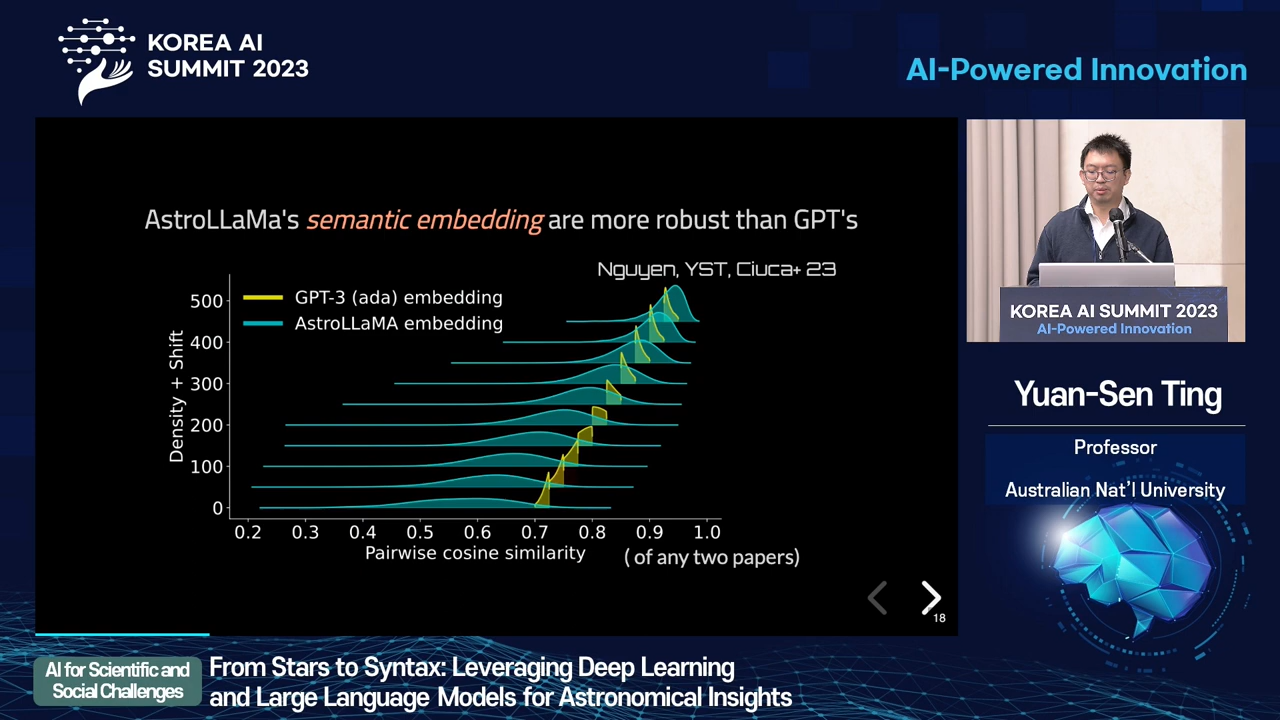 KOREA AI
SUMMIT 2023
AI-Powered Innovation
AstroLLaMa's semantic embedding are more robust than GPT's
Nguyen, YST, Ciuca+ 23
GPT-3 (ada) embedding
AstroLLaMA embedding
Density + Shift
500
400
300
200
100
0
0.2 0.3 0.4 0.5 0.6 0.7 0.8 0.9 1.0
Pairwise cosine similarity
( of any two papers)
18
KOREA AI SUMMIT 2023
AI-Powered Innovation
Yuan-Sen Ting
Professor
Australian Nat'l University
AI for Scientific and
Social Challenges
From Stars to Syntax: Leveraging Deep Learning
and Large Language Models for Astronomical Insights